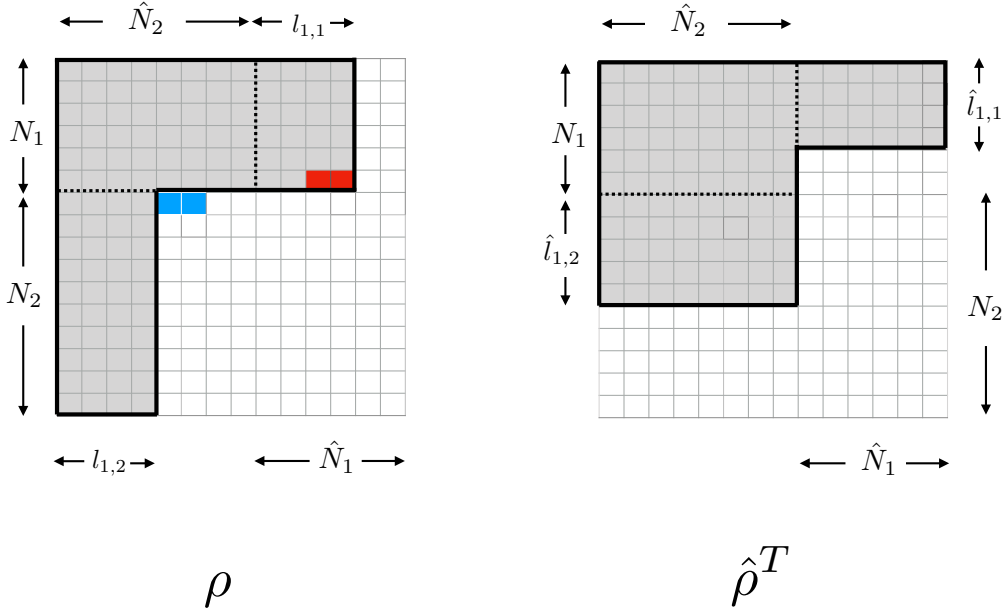 N̂₂ l₁,₁ N̂₂
N₁ N₁ l̂₁,₁
N₂ l̂₁,₂ N₂
l₁,₂ N̂₁ N̂₁
ρ ρ̂ᵀ